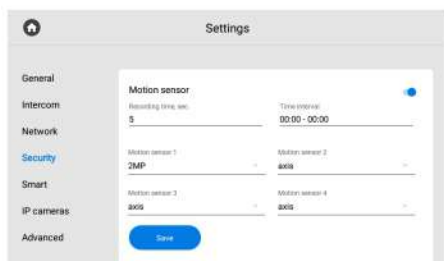 Settings
General
Intercom
Network
Security
Smart
IP cameras
Advanced
Motion sensor
Recording time, sec.
Time interval
5
00:00 - 00:00
Motion sensor 1
Motion sensor 2
2MP
axis
Motion sensor 3
Motion sensor 4
axis
axis
Save